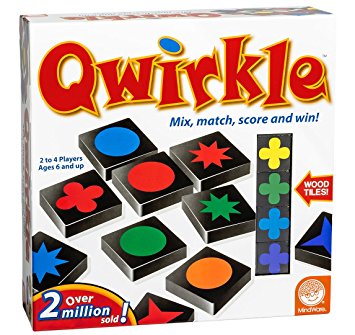 Qwirkle
Mix, match, score and win!
2 to 4 Players
Ages 6 and up
WOOD
TILES!
2 Over
million
sold!
MindWare